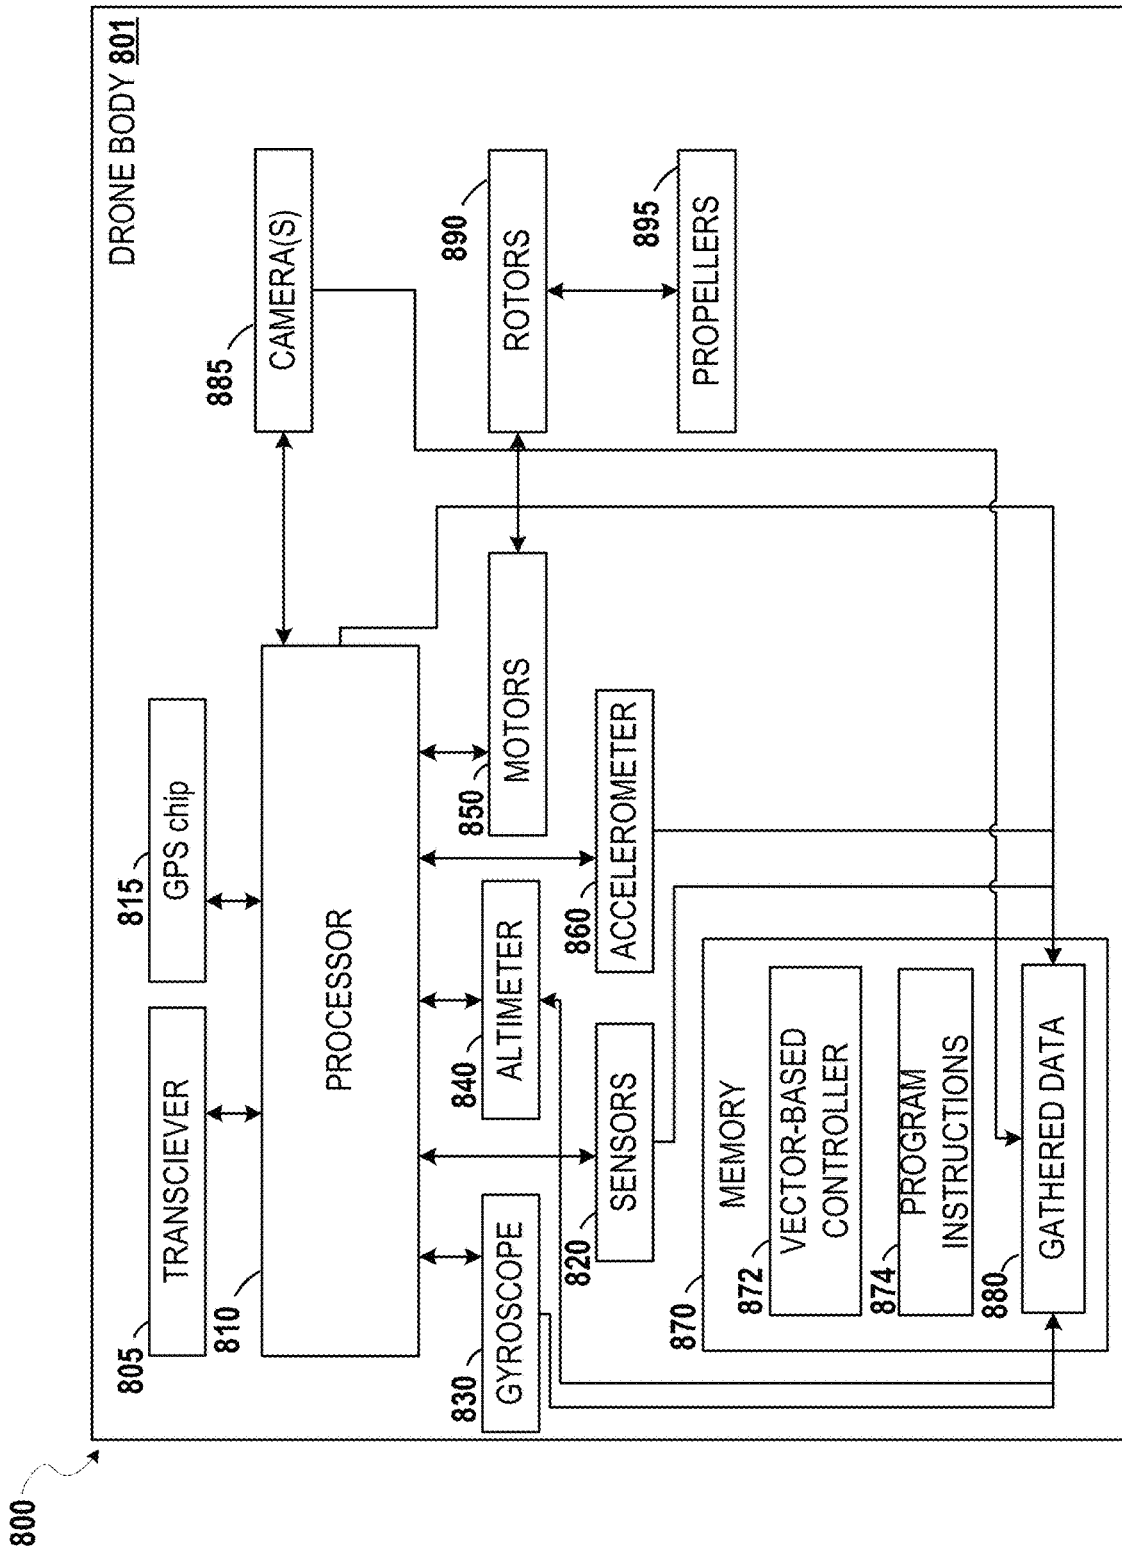 800
DRONE BODY 801
805
TRANSCIEVER
815
GPS chip
810
PROCESSOR
885
CAMERA(S)
830
GYROSCOPE
840
ALTIMETER
850
MOTORS
890
ROTORS
820
SENSORS
860
ACCELEROMETER
895
PROPELLERS
870
MEMORY
872
VECTOR-BASED
CONTROLLER
874
PROGRAM
INSTRUCTIONS
880
GATHERED DATA